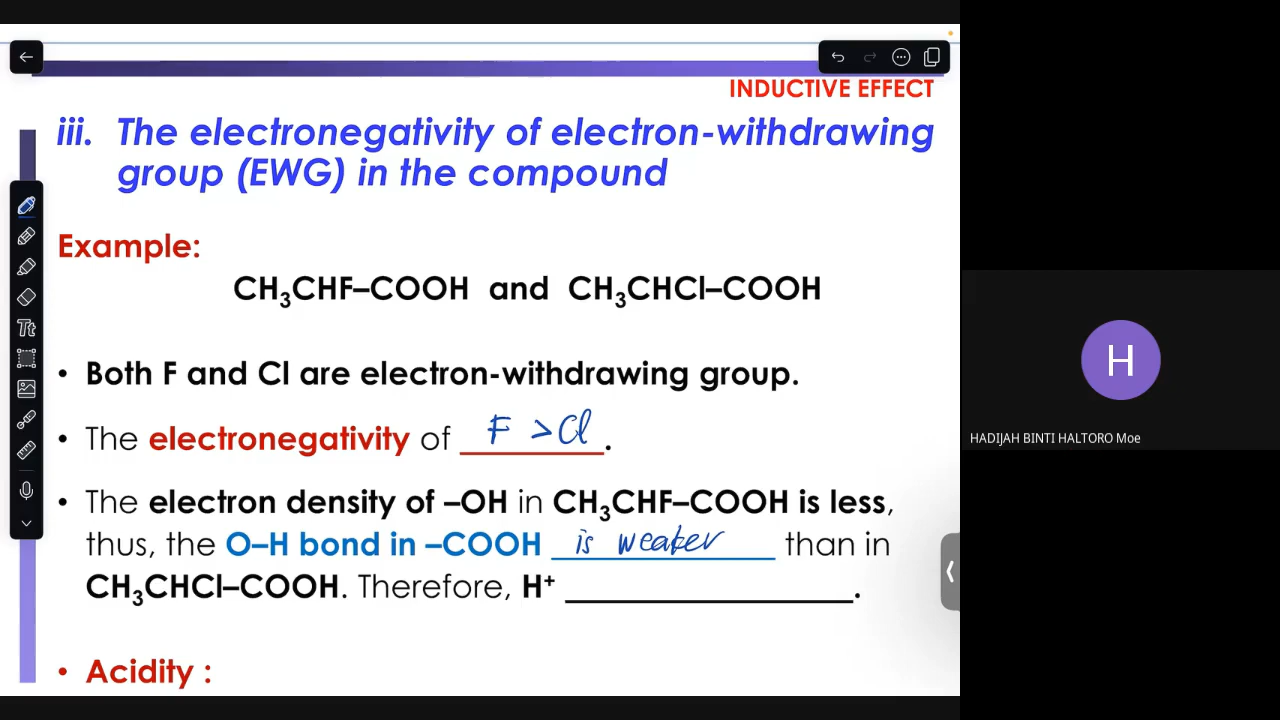 INDUCTIVE EFFECT
iii. The electronegativity of electron-withdrawing
group (EWG) in the compound
Example:
CH₃CHF–COOH and CH₃CHCl–COOH
• Both F and Cl are electron-withdrawing group.
• The electronegativity of F > Cl.
• The electron density of –OH in CH₃CHF–COOH is less,
thus, the O–H bond in –COOH is weaker than in
CH₃CHCl–COOH. Therefore, H⁺ ____________.
• Acidity :
Tt
H
HADIJAH BINTI HALTORO Moe